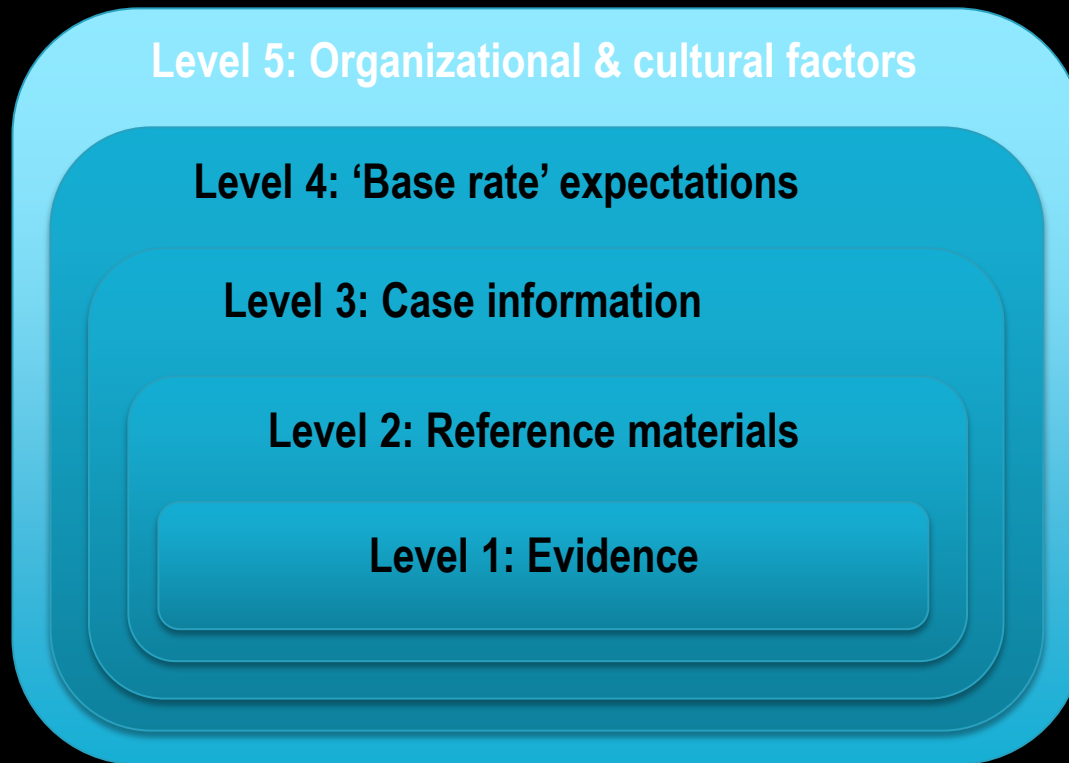 Level 5: Organizational & cultural factors
Level 4: ‘Base rate’ expectations
Level 3: Case information
Level 2: Reference materials
Level 1: Evidence